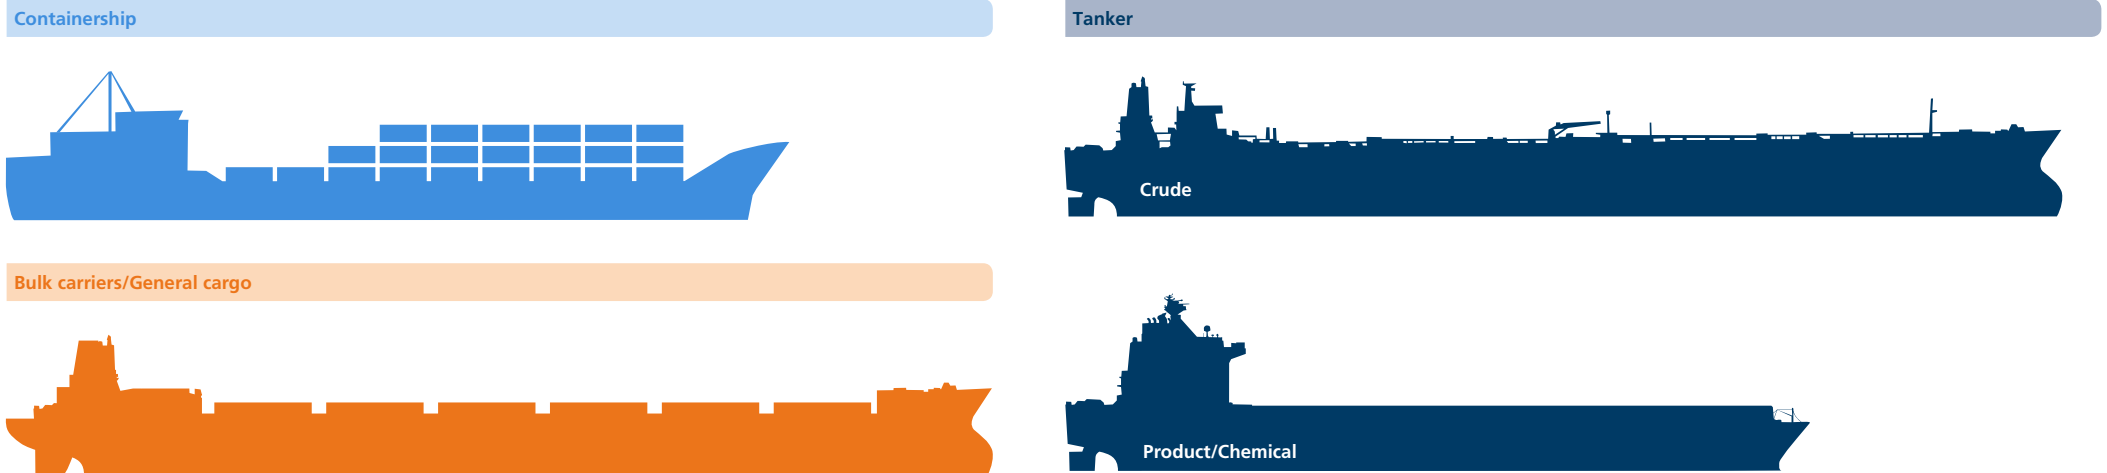 Containership
Bulk carriers/General cargo
Tanker
Crude
Product/Chemical